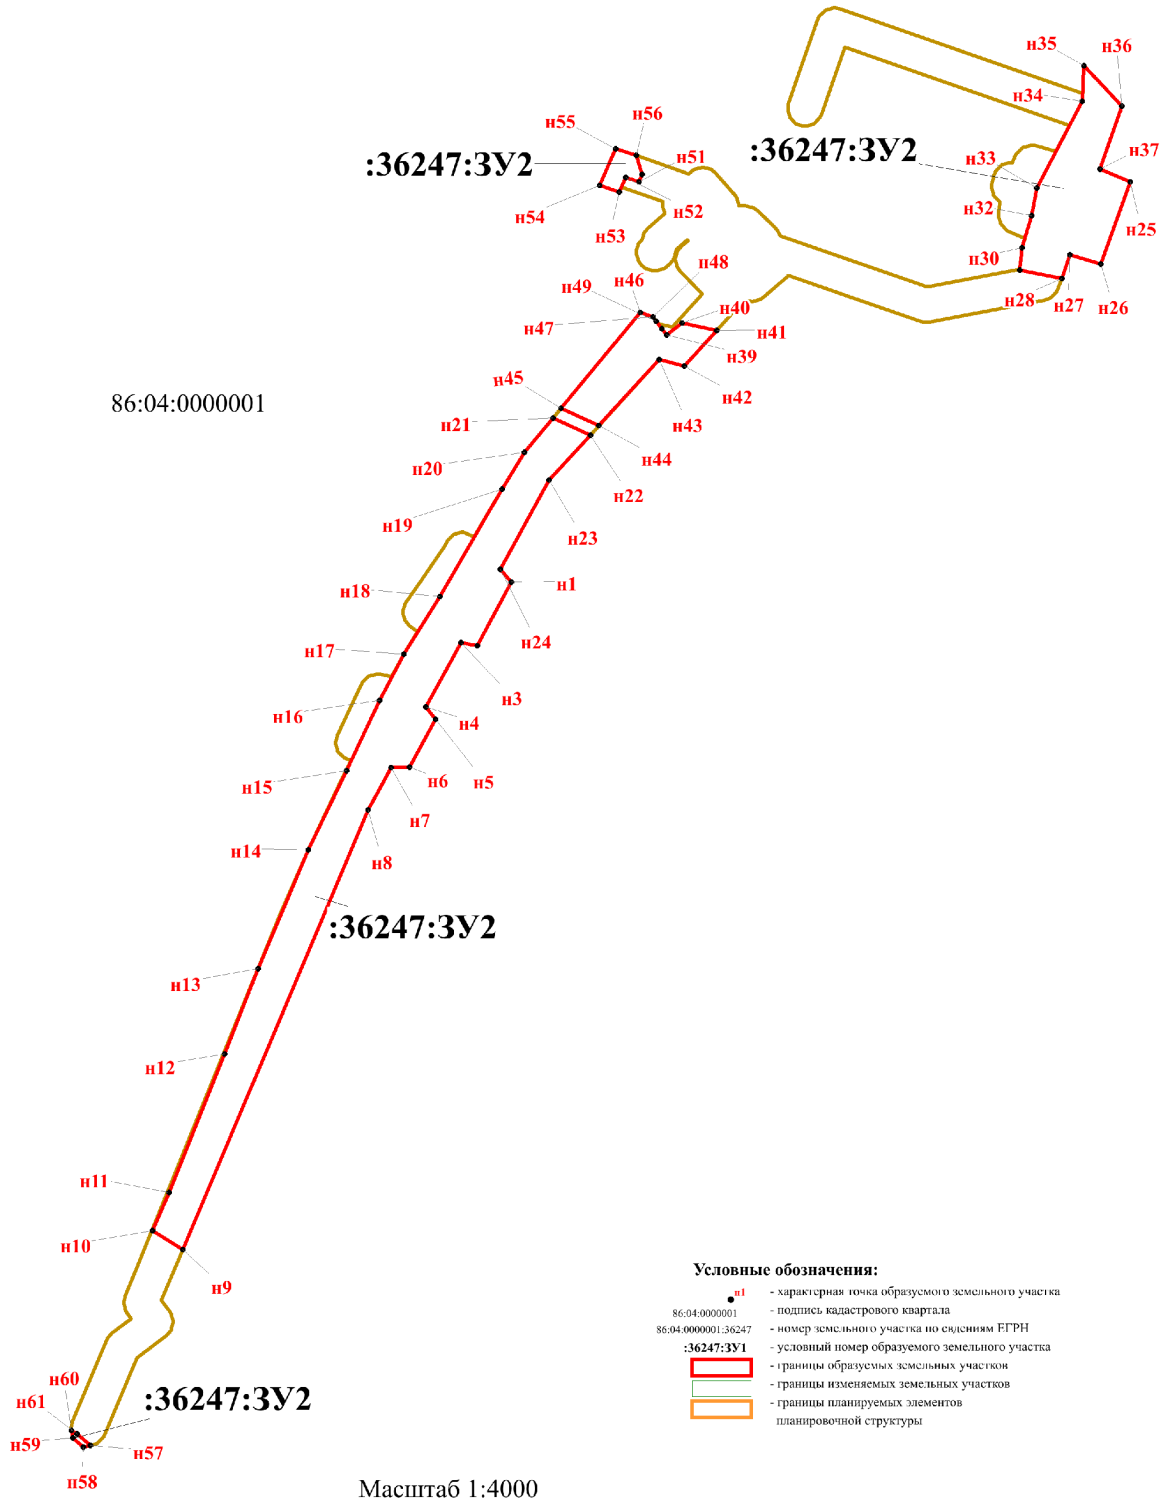 н35
н36
н34
н56
н55
:36247:ЗУ2
н51
:36247:ЗУ2
н33
н37
н54
н52
н32
н25
н53
н30
н48
н46
н49
н28
н27
н26
н47
н40
н41
н39
н45
н42
86:04:0000001
н21
н43
н44
н20
н22
н19
н23
н18
н1
н24
н17
н3
н16
н4
н15
н6
н5
н7
н14
н8
:36247:ЗУ2
н13
н12
н11
н10
н9
Условные обозначения:
н1 - характерная точка образуемого земельного участка
86:04:0000001 - подпись кадастрового квартала
86:04:0000001:36247 - номер земельного участка по сведениям ЕГРН
:36247:ЗУ1 - условный номер образуемого земельного участка
- границы образуемых земельных участков
- границы изменяемых земельных участков
- границы планируемых элементов
планировочной структуры
н60
:36247:ЗУ2
н61
н59
н57
н58
Масштаб 1:4000